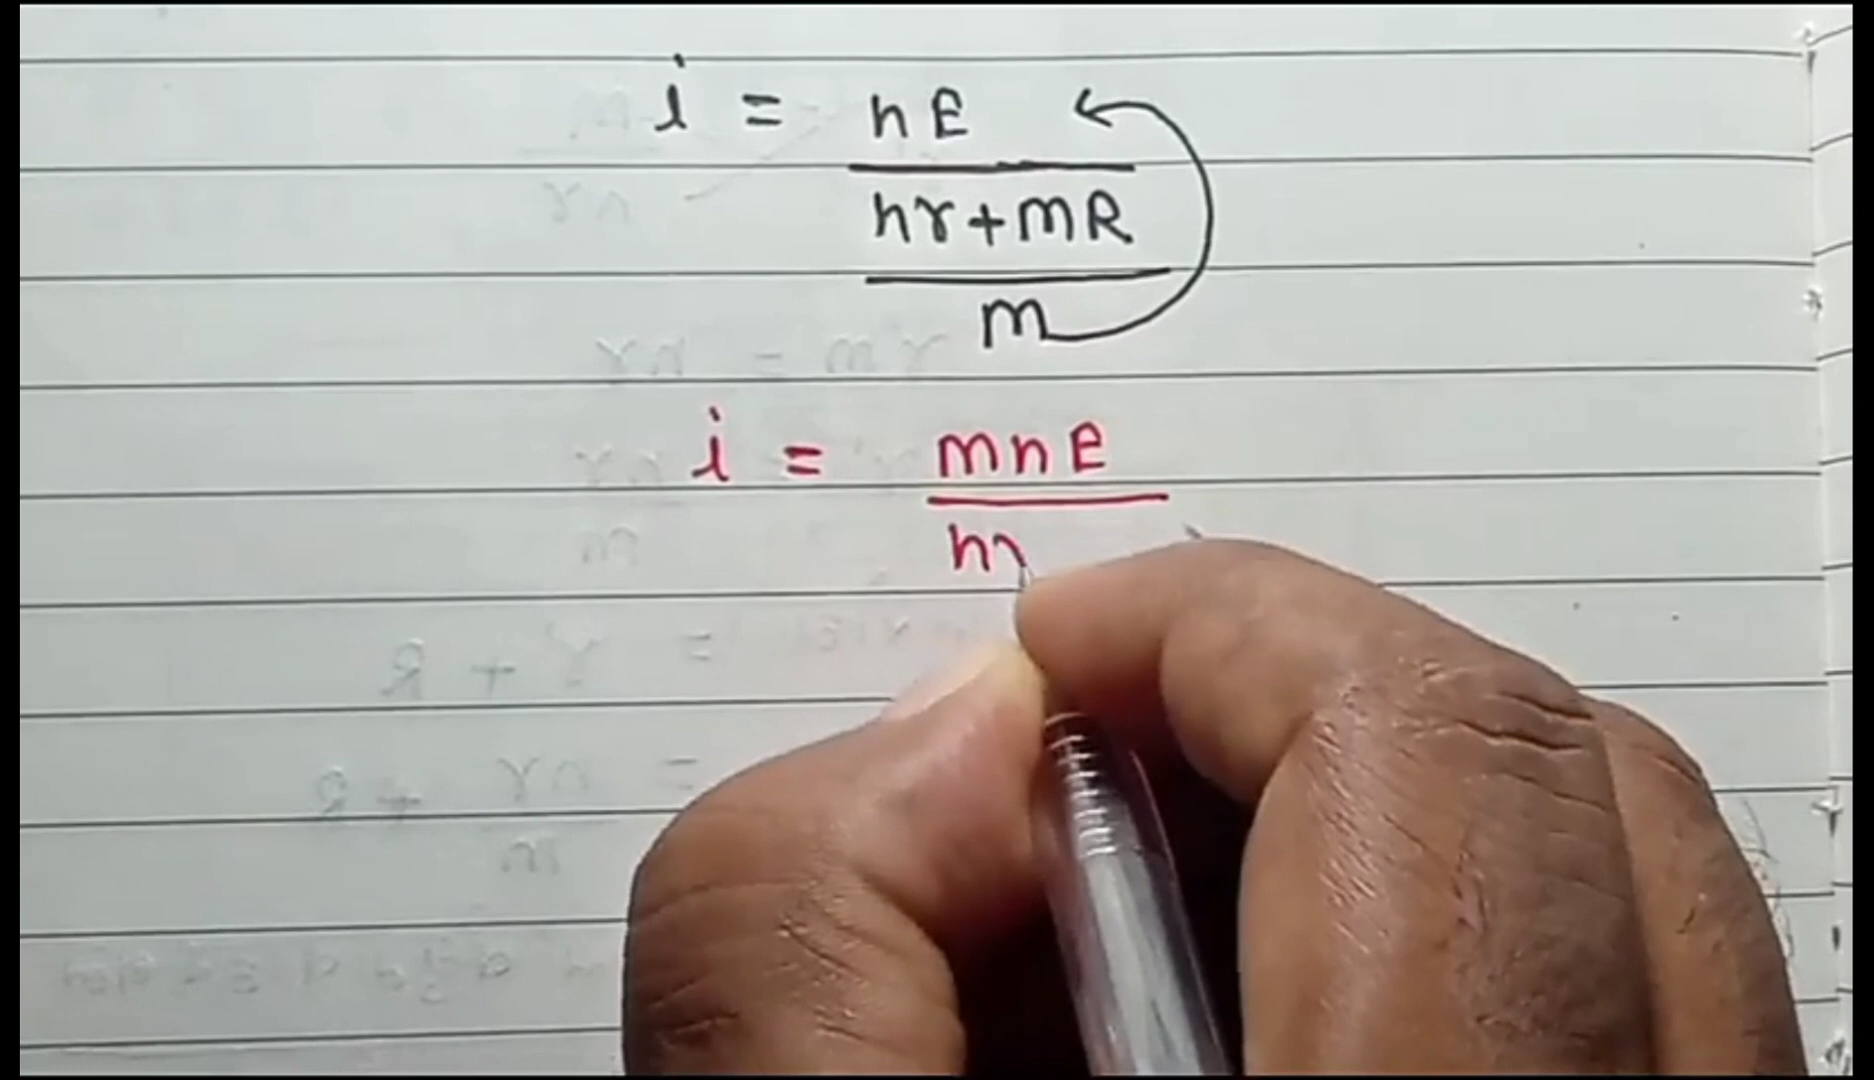 i = nE
nr+mR
m
i = mnE
nr